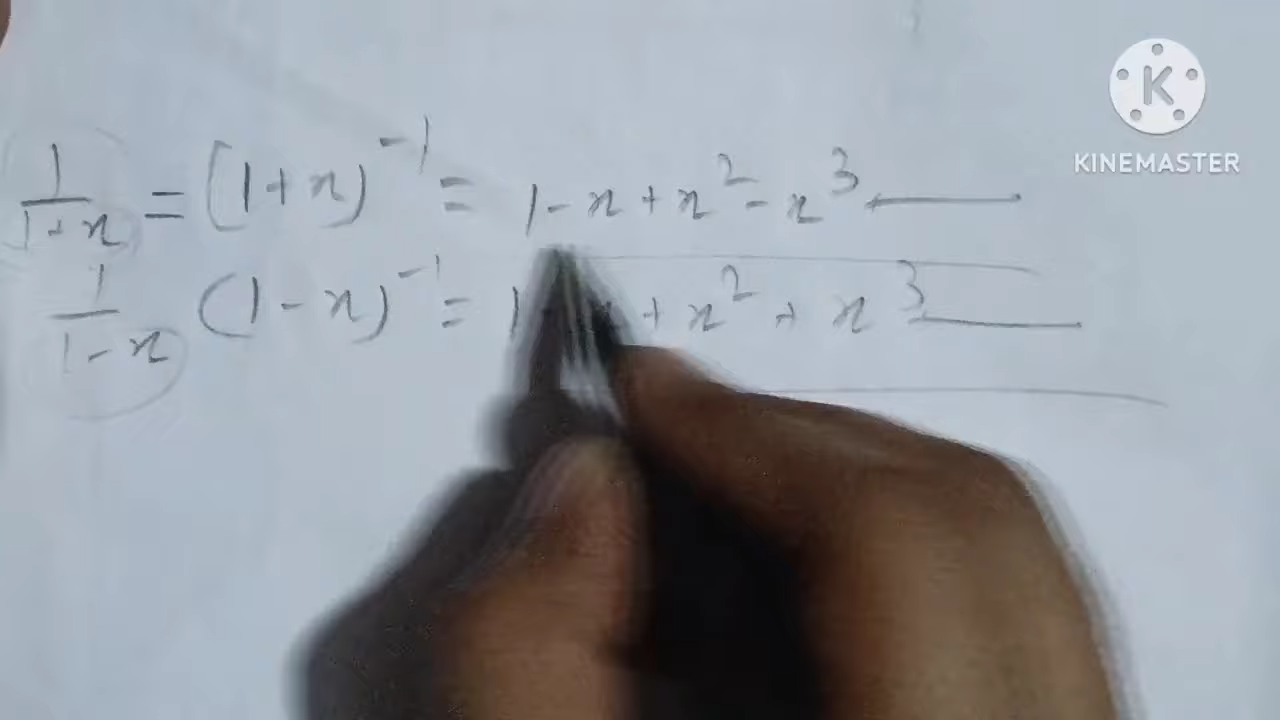 1/1+x = (1+x)^-1 = 1-x+x^2-x^3 ———
1/1-x (1-x)^-1 = 1 x + x^2 + x^3 ———
K
KINEMASTER